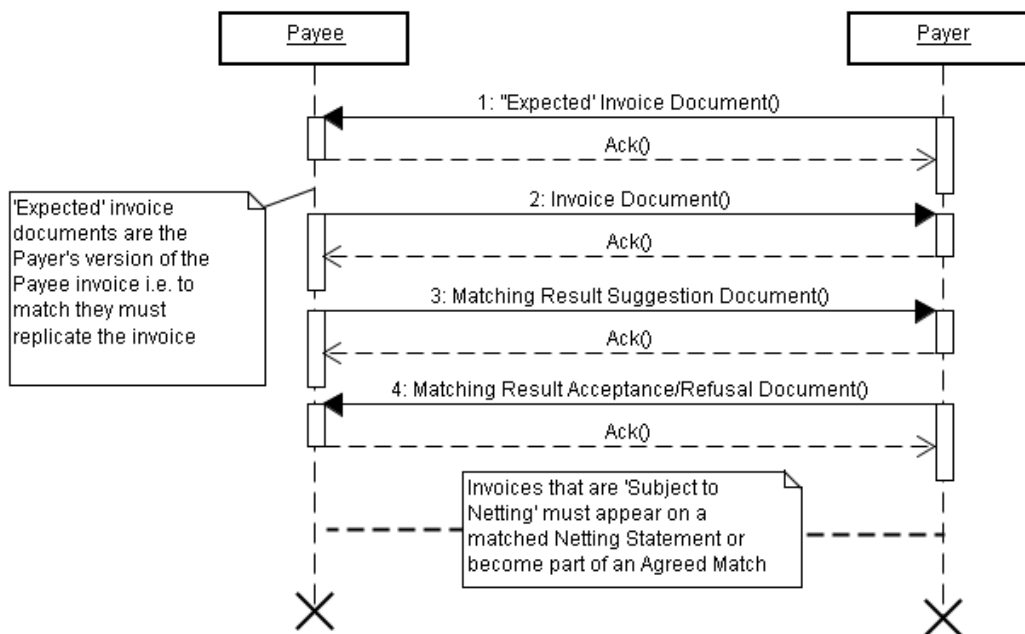 Payee
Payer
1: "Expected' Invoice Document()
Ack()
'Expected' invoice
documents are the
Payer's version of the
Payee invoice i.e. to
match they must
replicate the invoice
2: Invoice Document()
Ack()
3: Matching Result Suggestion Document()
Ack()
4: Matching Result Acceptance/Refusal Document()
Ack()
Invoices that are 'Subject to
Netting' must appear on a
matched Netting Statement or
become part of an Agreed Match